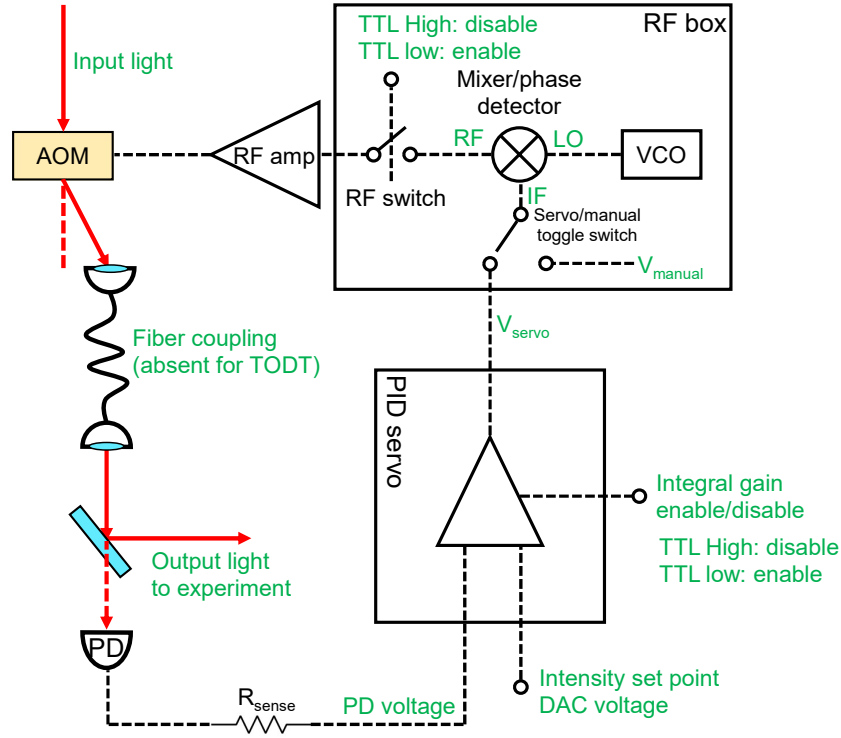 TTL High: disable
TTL low: enable
RF box
Input light
Mixer/phase
detector
AOM
RF amp
RF
LO
VCO
RF switch
IF
Servo/manual
toggle switch
V_manual
V_servo
Fiber coupling
(absent for TODT)
PID servo
Integral gain
enable/disable
TTL High: disable
TTL low: enable
Output light
to experiment
PD
R_sense
PD voltage
Intensity set point
DAC voltage